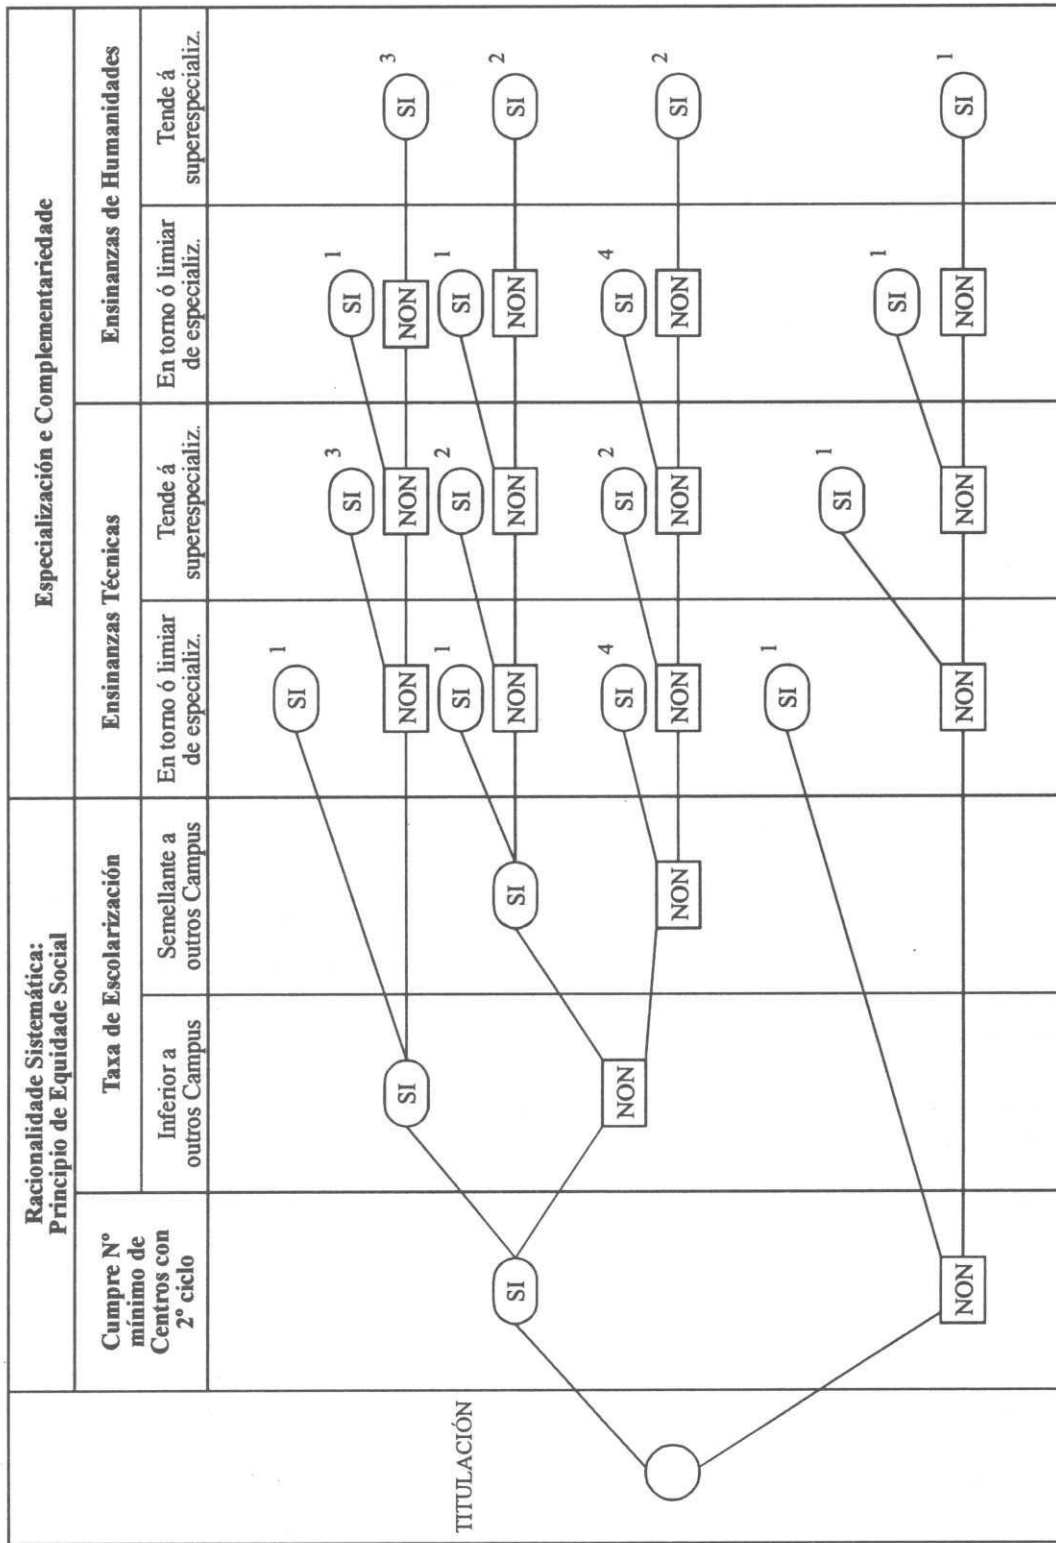 Racionalidade Sistemática:
Principio de Equidade Social
Especialización e Complementariedade
Cumpre Nº
mínimo de
Centros con
2º ciclo
Taxa de Escolarización
Ensinanzas Técnicas
Ensinanzas de Humanidades
Inferior a
outros Campus
Semellante a
outros Campus
En torno ó limiar
de especializ.
Tende á
superespecializ.
En torno ó limiar
de especializ.
Tende á
superespecializ.
SI 1
SI 3 SI 1
SI NON NON NON SI 3
TITULACIÓN
SI 1 SI 2 SI 1
SI SI NON NON NON SI 2
NON SI 4 SI 2 SI 4
NON NON NON NON SI 2
SI 1
SI 1
SI 1
NON NON NON NON SI 1